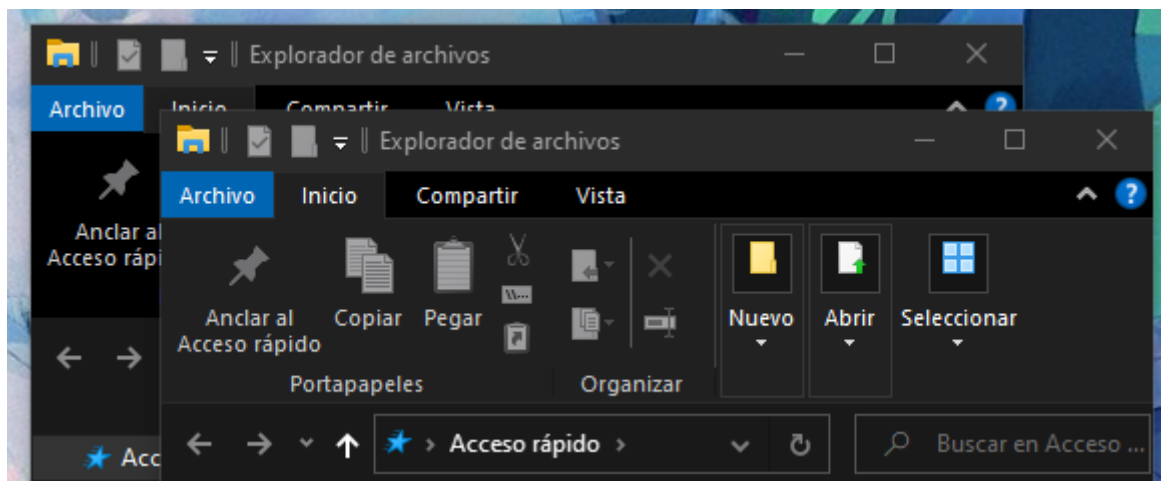 Explorador de archivos
Archivo Inicio Compartir Vista
Anclar al
Acceso rápi
Acc
Explorador de archivos
Archivo Inicio Compartir Vista
Anclar al
Acceso rápido
Copiar
Pegar
Portapapeles
Organizar
Nuevo
Abrir
Seleccionar
Acceso rápido
Buscar en Acceso ...